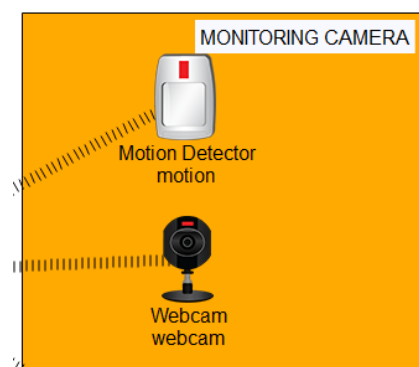 MONITORING CAMERA
Motion Detector
motion
Webcam
webcam